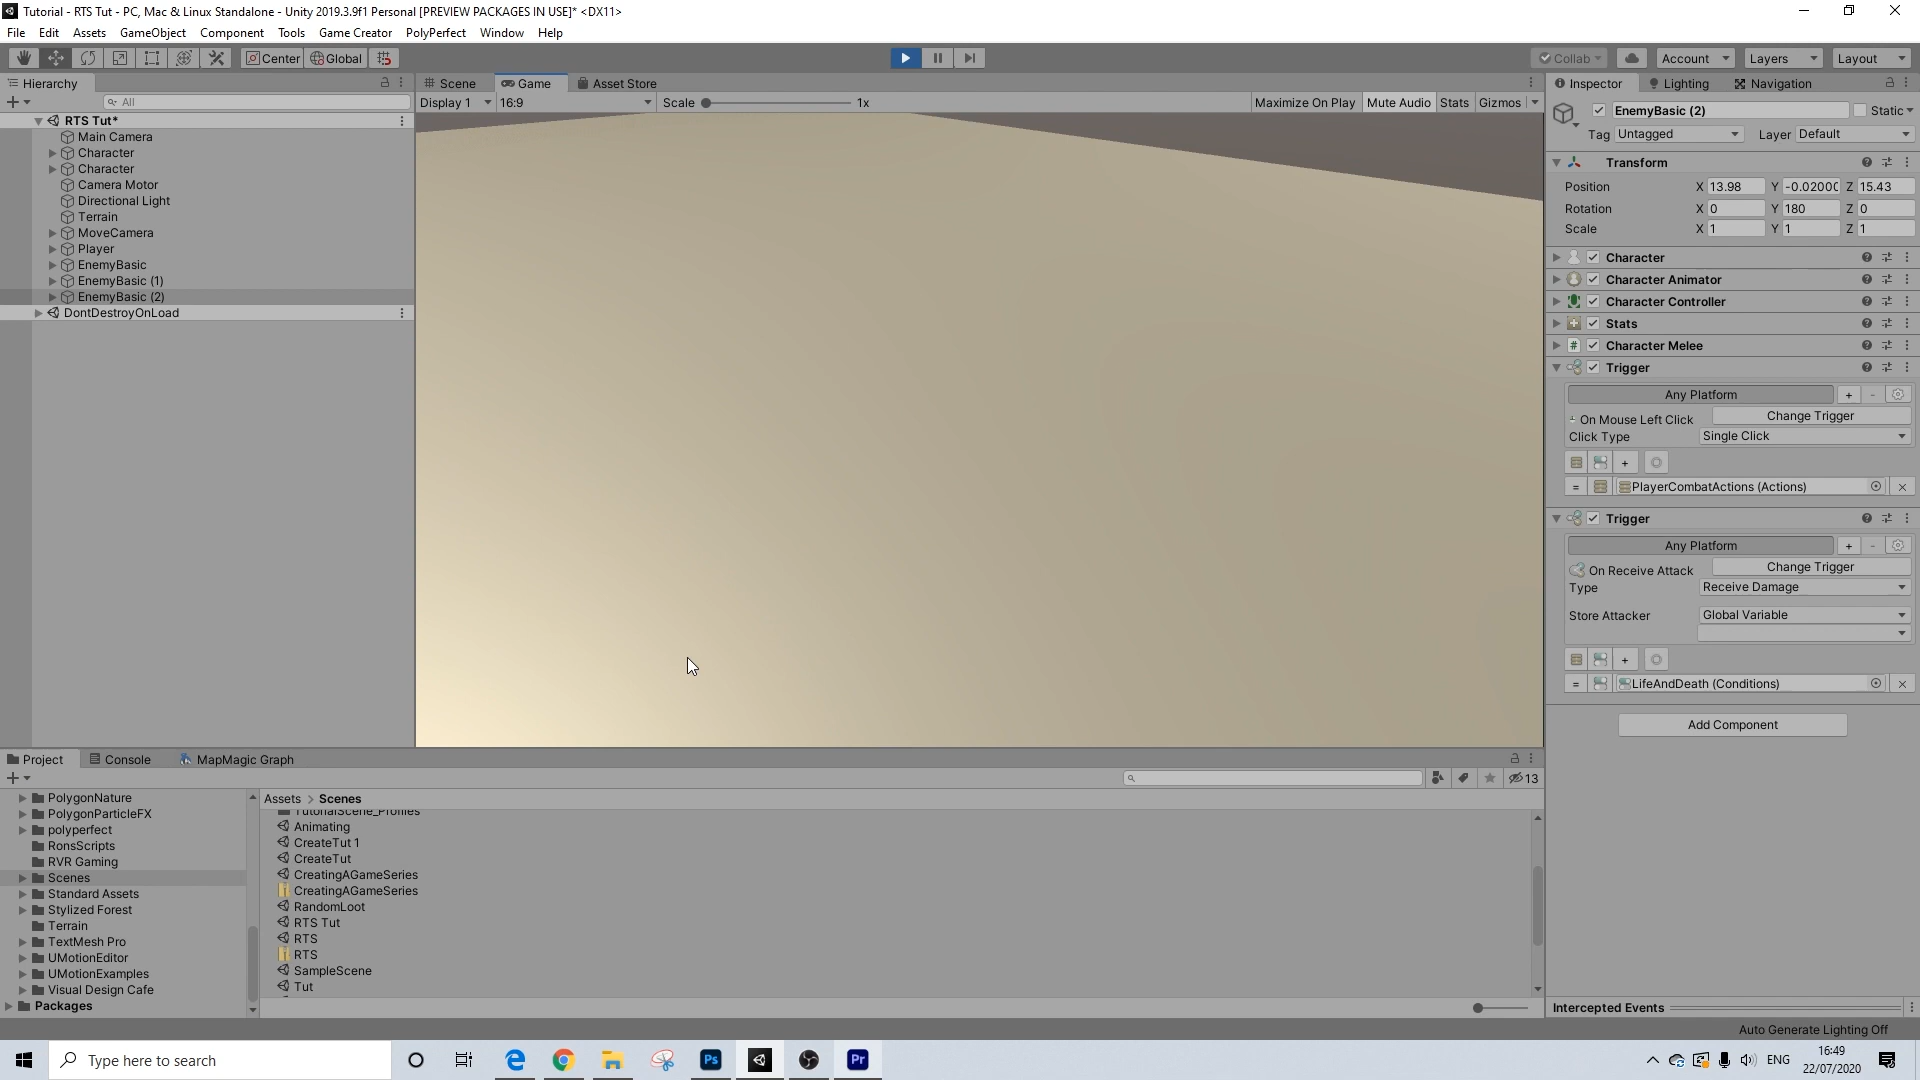 Tutorial - RTS Tut - PC, Mac & Linux Standalone - Unity 2019.3.9f1 Personal [PREVIEW PACKAGES IN USE]* <DX11>
File Edit Assets GameObject Component Tools Game Creator PolyPerfect Window Help
Center Global Collab Account Layers Layout
Hierarchy
All
RTS Tut*
Main Camera
Character
Character
Camera Motor
Directional Light
Terrain
MoveCamera
Player
EnemyBasic
EnemyBasic (1)
EnemyBasic (2)
DontDestroyOnLoad
Scene Game Asset Store
Display 1 16:9 Scale 1x Maximize On Play Mute Audio Stats Gizmos
Inspector Lighting Navigation
EnemyBasic (2) Static
Tag Untagged Layer Default
Transform
Position X 13.98 Y -0.0200( Z 15.43
Rotation X 0 Y 180 Z 0
Scale X 1 Y 1 Z 1
Character
Character Animator
Character Controller
Stats
# Character Melee
Trigger
Any Platform + -
On Mouse Left Click Change Trigger
Click Type Single Click
+
= PlayerCombatActions (Actions)
Trigger
Any Platform + -
On Receive Attack Change Trigger
Type Receive Damage
Store Attacker Global Variable
+
= LifeAndDeath (Conditions)
Add Component
Intercepted Events
Auto Generate Lighting Off
Project Console MapMagic Graph
13
PolygonNature
PolygonParticleFX
polyperfect
RonsScripts
RVR Gaming
Scenes
Standard Assets
Stylized Forest
Terrain
TextMesh Pro
UMotionEditor
UMotionExamples
Visual Design Cafe
Packages
Assets > Scenes
TutorialScene_Profiles
Animating
CreateTut 1
CreateTut
CreatingAGameSeries
CreatingAGameSeries
RandomLoot
RTS Tut
RTS
RTS
SampleScene
Tut
Type here to search
Ps
Pr
ENG
16:49
22/07/2020